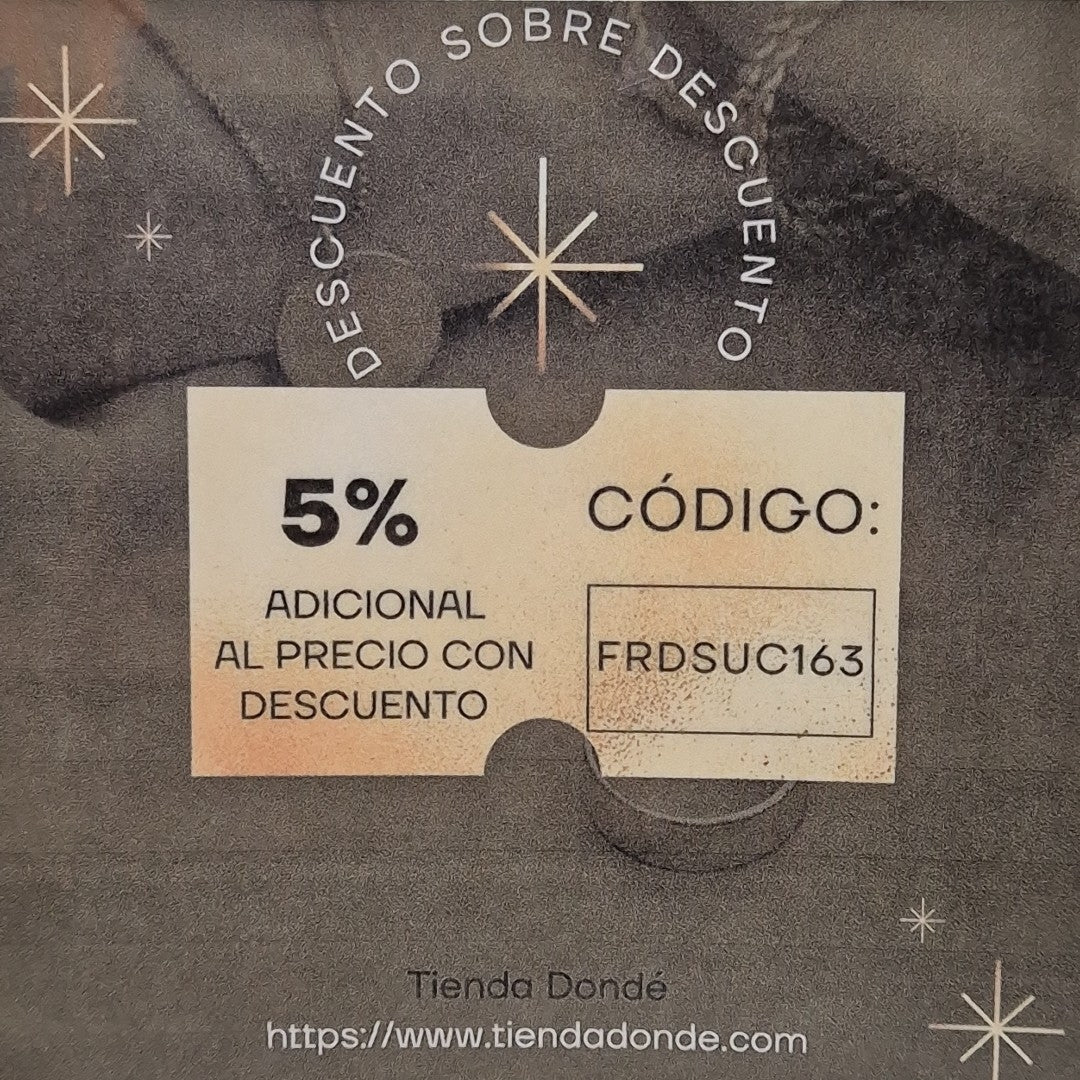 DESCUENTO SOBRE DESCUENTO
5%
ADICIONAL
AL PRECIO CON
DESCUENTO
CÓDIGO:
FRDSUC163
Tienda Dondé
https://www.tiendadonde.com